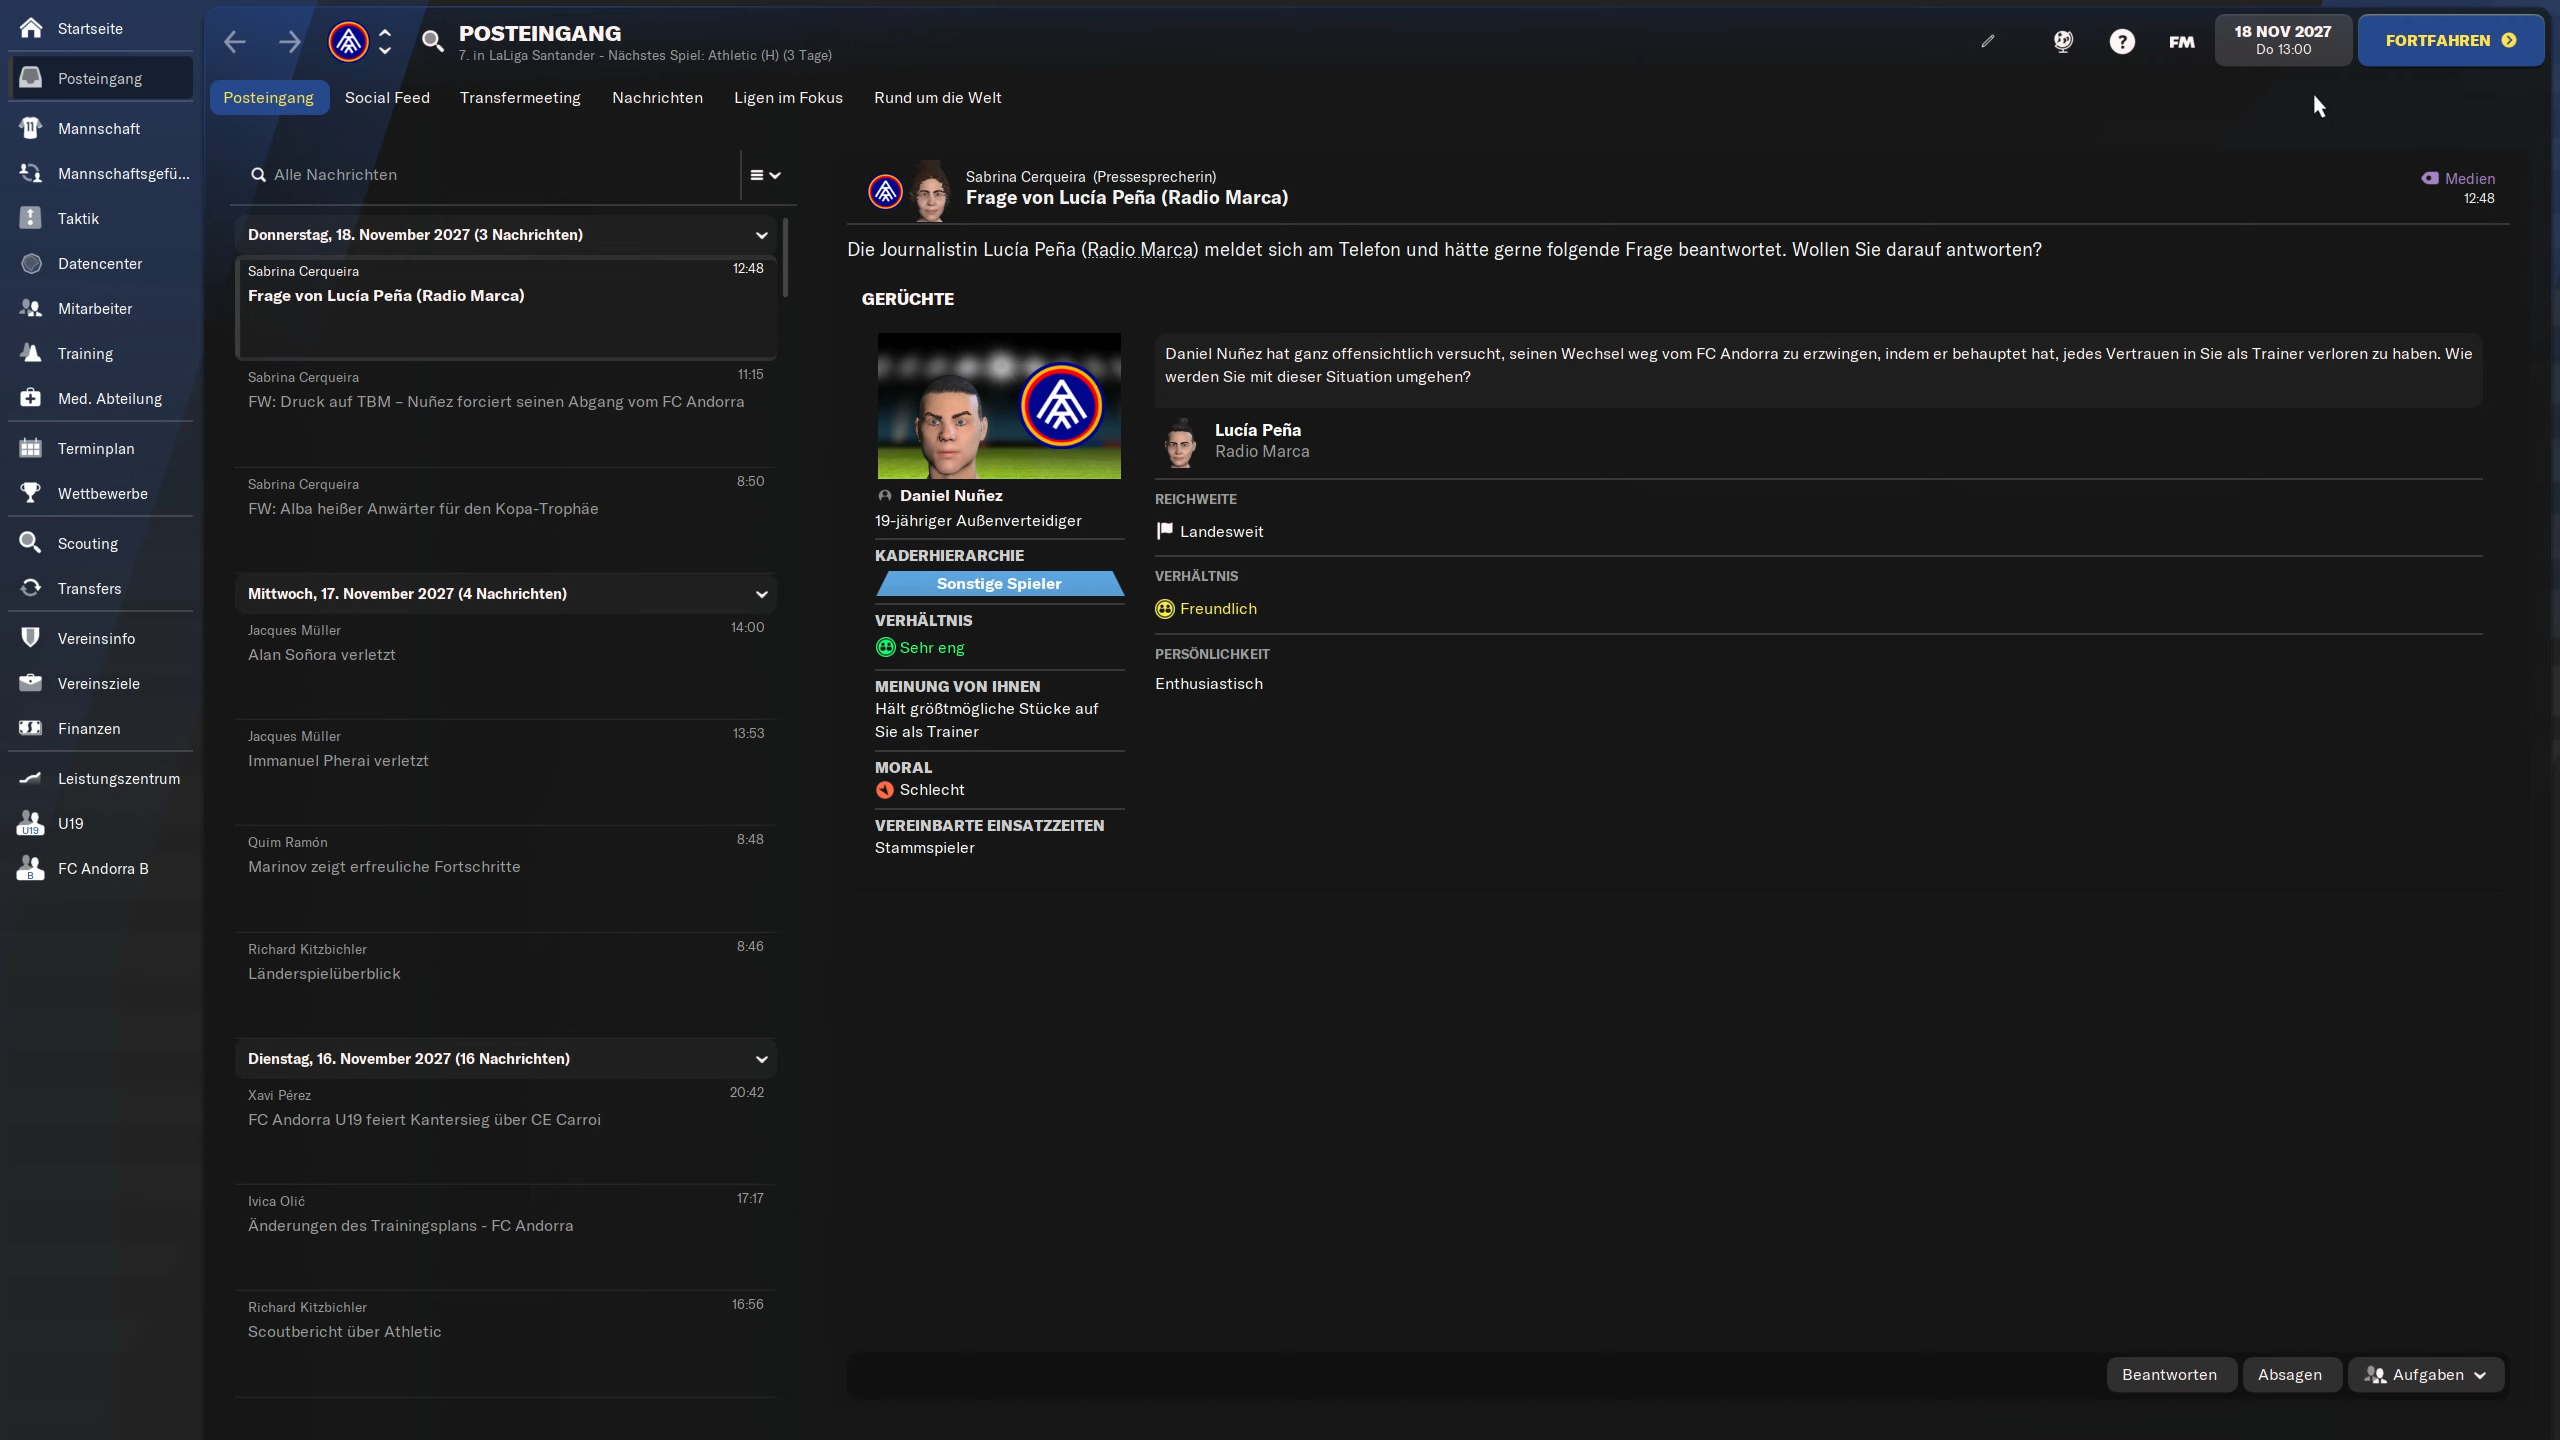 Startseite
Posteingang
Mannschaft
Mannschaftsgefü...
Taktik
Datencenter
Mitarbeiter
Training
Med. Abteilung
Terminplan
Wettbewerbe
Scouting
Transfers
Vereinsinfo
Vereinsziele
Finanzen
Leistungszentrum
U19
U19
FC Andorra B
B
POSTEINGANG
7. in LaLiga Santander - Nächstes Spiel: Athletic (H) (3 Tage)
FM
18 NOV 2027
Do 13:00
FORTFAHREN
Posteingang
Social Feed
Transfermeeting
Nachrichten
Ligen im Fokus
Rund um die Welt
Alle Nachrichten
Donnerstag, 18. November 2027 (3 Nachrichten)
Sabrina Cerqueira 12:48
Frage von Lucía Peña (Radio Marca)
Sabrina Cerqueira 11:15
FW: Druck auf TBM – Nuñez forciert seinen Abgang vom FC Andorra
Sabrina Cerqueira 8:50
FW: Alba heißer Anwärter für den Kopa-Trophäe
Mittwoch, 17. November 2027 (4 Nachrichten)
Jacques Müller 14:00
Alan Soñora verletzt
Jacques Müller 13:53
Immanuel Pherai verletzt
Quim Ramón 8:48
Marinov zeigt erfreuliche Fortschritte
Richard Kitzbichler 8:46
Länderspielüberblick
Dienstag, 16. November 2027 (16 Nachrichten)
Xavi Pérez 20:42
FC Andorra U19 feiert Kantersieg über CE Carroi
Ivica Olić 17:17
Änderungen des Trainingsplans - FC Andorra
Richard Kitzbichler 16:56
Scoutbericht über Athletic
Sabrina Cerqueira (Pressesprecherin)
Frage von Lucía Peña (Radio Marca)
Medien
12:48
Die Journalistin Lucía Peña (Radio Marca) meldet sich am Telefon und hätte gerne folgende Frage beantwortet. Wollen Sie darauf antworten?
GERÜCHTE
Daniel Nuñez
19-jähriger Außenverteidiger
KADERHIERARCHIE
Sonstige Spieler
VERHÄLTNIS
Sehr eng
MEINUNG VON IHNEN
Hält größtmögliche Stücke auf
Sie als Trainer
MORAL
Schlecht
VEREINBARTE EINSATZZEITEN
Stammspieler
Daniel Nuñez hat ganz offensichtlich versucht, seinen Wechsel weg vom FC Andorra zu erzwingen, indem er behauptet hat, jedes Vertrauen in Sie als Trainer verloren zu haben. Wie
werden Sie mit dieser Situation umgehen?
Lucía Peña
Radio Marca
REICHWEITE
Landesweit
VERHÄLTNIS
Freundlich
PERSÖNLICHKEIT
Enthusiastisch
Beantworten
Absagen
Aufgaben